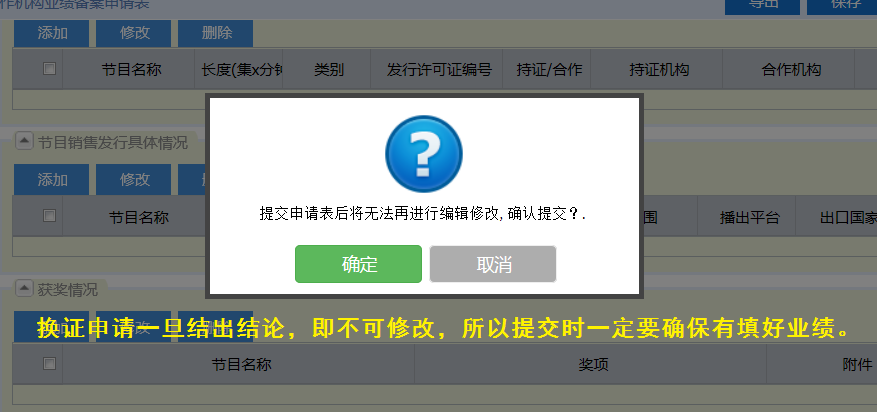 作机构业绩备案申请表
导出 保存
添加 修改 删除
节目名称 长度(集x分钟 类别 发行许可证编号 持证/合作 持证机构 合作机构
节目销售发行具体情况
添加 修改
节目名称 围 播出平台 出口国家
?
提交申请表后将无法再进行编辑修改,确认提交？.
确定 取消
获奖情况
换证申请一旦结出结论，即不可修改，所以提交时一定要确保有填好业绩。
节目名称 奖项 附件